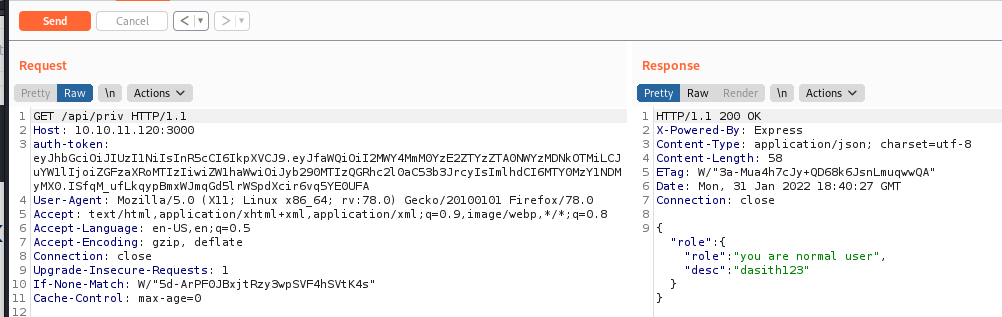 Send Cancel < | ▾ > | ▾
Request
Pretty Raw \n Actions
1 GET /api/priv HTTP/1.1
2 Host: 10.10.11.120:3000
3 auth-token:
eyJhbGciOiJIUzI1NiIsInR5cCI6IkpXVCJ9.eyJfaWQiOiI2MWY4MmM0YzE2ZTYzZTA0NWYzMDNkOTMiLCJ
uYW1lIjoiZGFzaXRoMTIzIiwiZW1haWwiOiJyb290MTIzQGRhc2l0aC53b3JrcyIsImlhdCI6MTY0MzY1NDM
yMX0.ISfqM_ufLkqypBmxWJmqGd5lrWSpdXcir6vq5YE0UFA
4 User-Agent: Mozilla/5.0 (X11; Linux x86_64; rv:78.0) Gecko/20100101 Firefox/78.0
5 Accept: text/html,application/xhtml+xml,application/xml;q=0.9,image/webp,*/*;q=0.8
6 Accept-Language: en-US,en;q=0.5
7 Accept-Encoding: gzip, deflate
8 Connection: close
9 Upgrade-Insecure-Requests: 1
10 If-None-Match: W/"5d-ArPF0JBxjtRzy3wpSVF4hSVtK4s"
11 Cache-Control: max-age=0
12
Response
Pretty Raw Render \n Actions
1 HTTP/1.1 200 OK
2 X-Powered-By: Express
3 Content-Type: application/json; charset=utf-8
4 Content-Length: 58
5 ETag: W/"3a-Mua4h7cJy+QD68k6JsnLmuqwwQA"
6 Date: Mon, 31 Jan 2022 18:40:27 GMT
7 Connection: close
8
9 {
"role":{
"role":"you are normal user",
"desc":"dasith123"
}
}